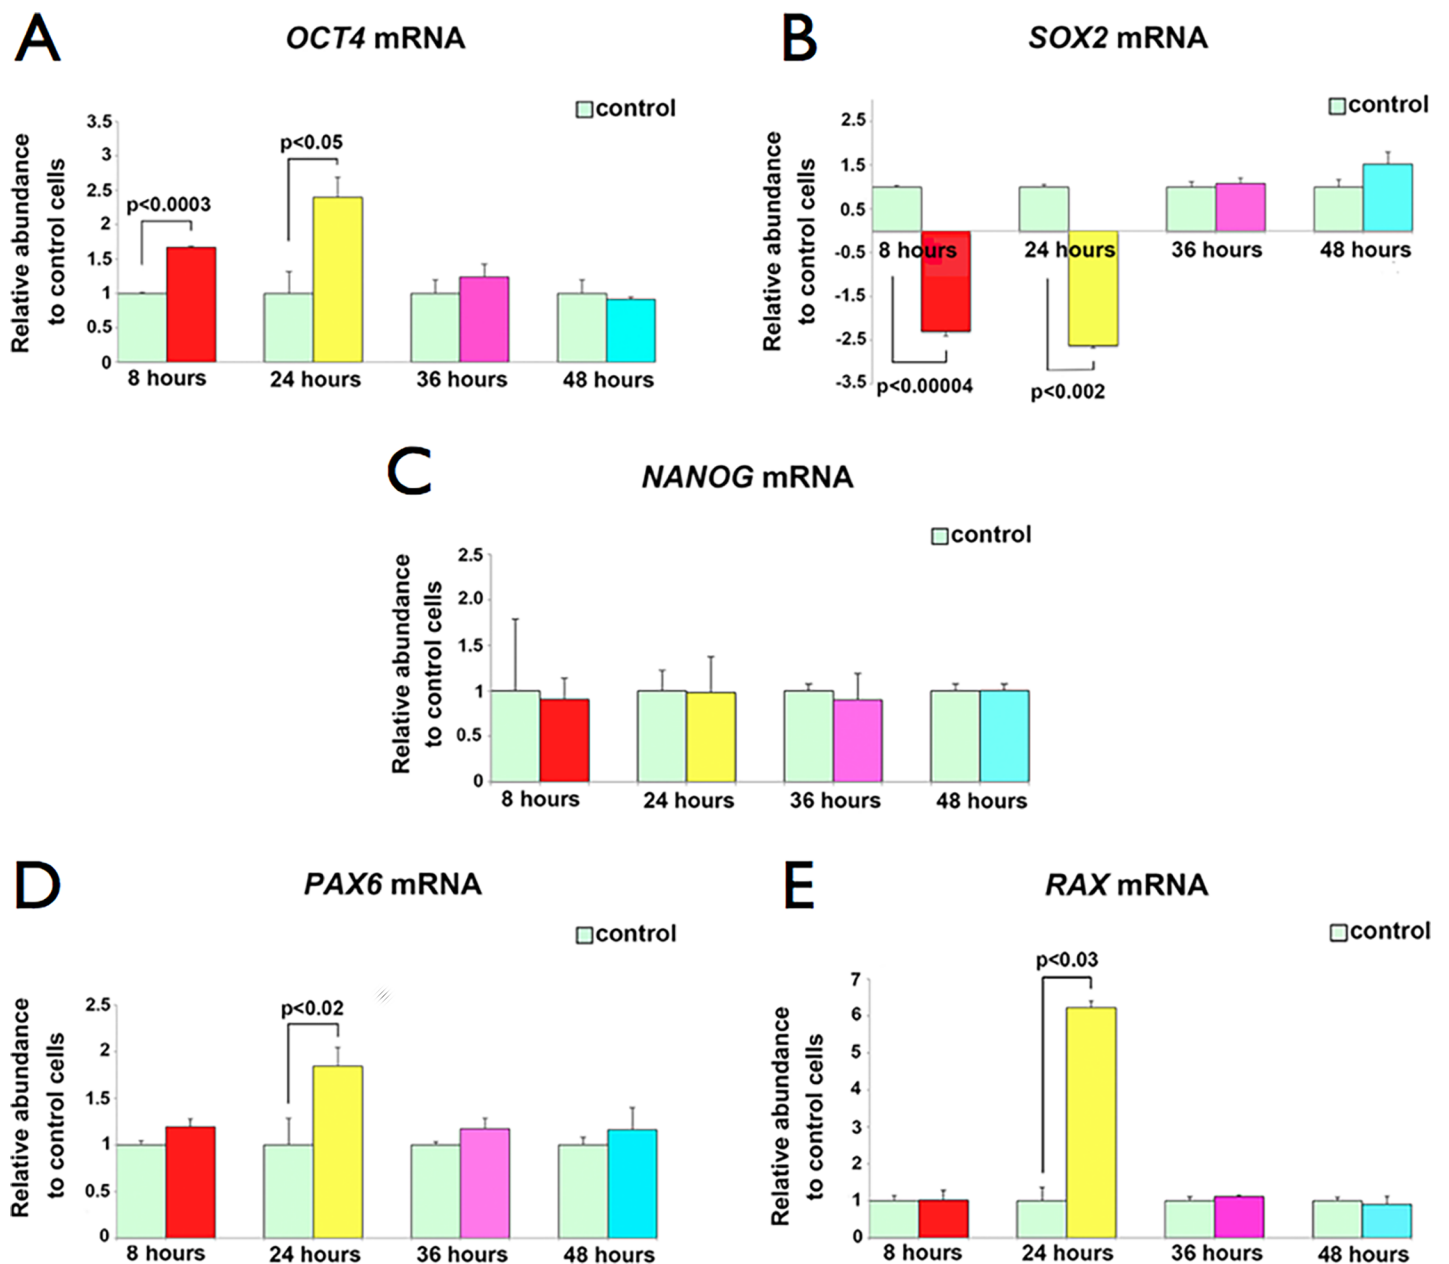 A
OCT4 mRNA
control
Relative abundance
to control cells
3.5
3
2.5
2
1.5
1
0.5
0
p<0.0003
p<0.05
8 hours
24 hours
36 hours
48 hours
B
SOX2 mRNA
control
Relative abundance
to control cells
2.5
1.5
0.5
-0.5
-1.5
-2.5
-3.5
8 hours
24 hours
36 hours
48 hours
p<0.00004
p<0.002
C
NANOG mRNA
control
Relative abundance
to control cells
2.5
2.0
1.5
1
0.5
0
8 hours
24 hours
36 hours
48 hours
D
PAX6 mRNA
control
Relative abundance
to control cells
2.5
2
1.5
1
0.5
0
p<0.02
8 hours
24 hours
36 hours
48 hours
E
RAX mRNA
control
Relative abundance
to control cells
7
6
5
4
3
2
1
0
p<0.03
8 hours
24 hours
36 hours
48 hours